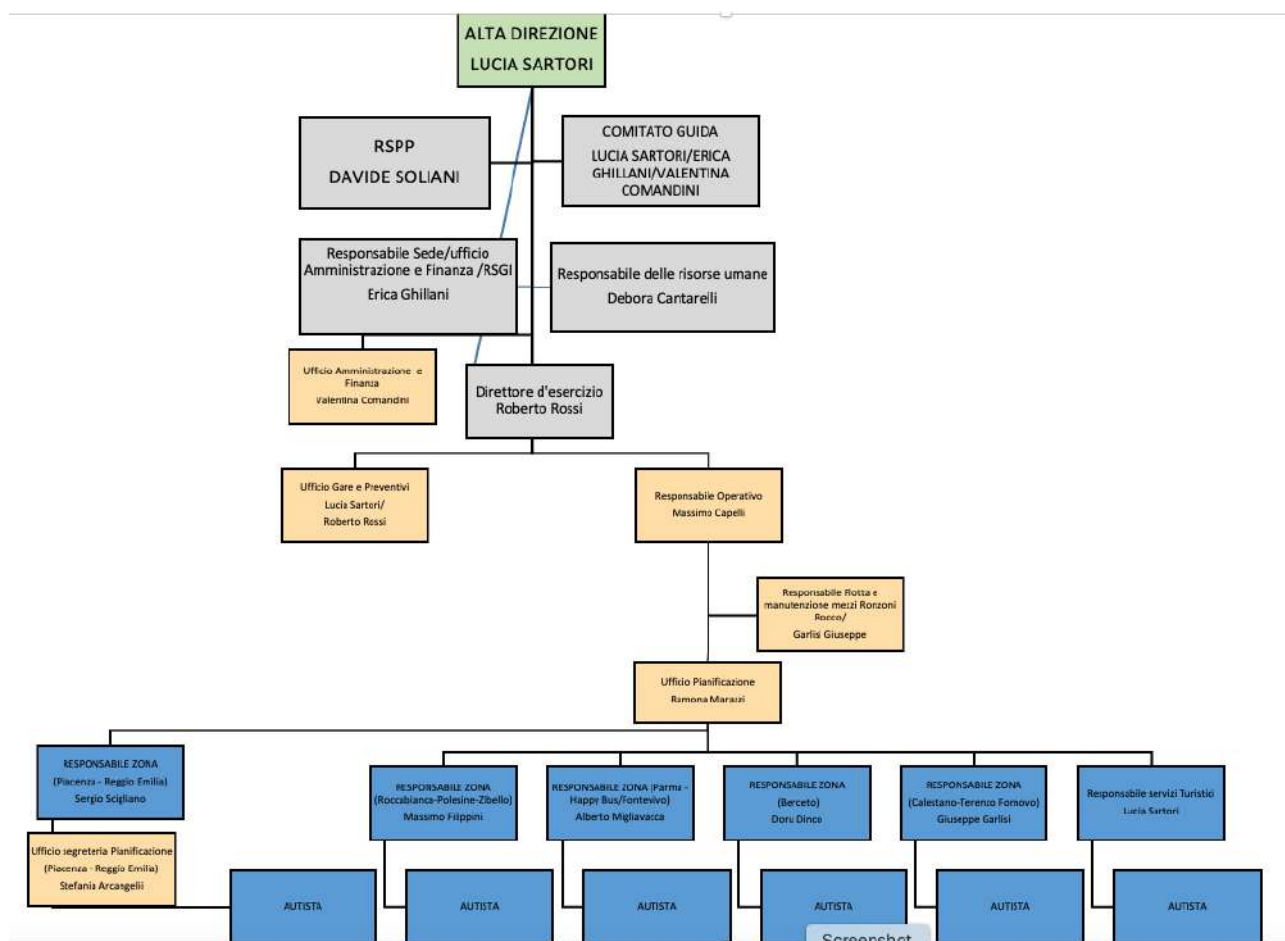 ALTA DIREZIONE
LUCIA SARTORI
RSPP
DAVIDE SOLIANI
COMITATO GUIDA
LUCIA SARTORI/ERICA
GHILLANI/VALENTINA
COMANDINI
Responsabile Sede/ufficio
Amministrazione e Finanza /RSGI
Erica Ghillani
Responsabile delle risorse umane
Debora Cantarelli
Ufficio Amministrazione e
Finanza
Valentina Comandini
Direttore d'esercizio
Roberto Rossi
Ufficio Gare e Preventivi
Lucia Sartori/
Roberto Rossi
Responsabile Operativo
Massimo Capelli
Responsabile Flotta e
manutenzione mezzi Ronzoni
Rocco/
Garlisi Giuseppe
Ufficio Pianificazione
Ramona Marazzi
RESPONSABILE ZONA
(Piacenza - Reggio Emilia)
Sergio Scigliano
RESPONSABILE ZONA
(Roccabianca-Polesine-Zibello)
Massimo Filippini
RESPONSABILE ZONA (Parma -
Happy Bus/Fontevivo)
Alberto Migliavacca
RESPONSABILE ZONA
(Berceto)
Doru Dinco
RESPONSABILE ZONA
(Calestano-Terenzo Fornovo)
Giuseppe Garlisi
Responsabile servizi Turistici
Lucia Sartori
Ufficio segreteria Pianificazione
(Piacenza - Reggio Emilia)
Stefania Arcangelii
AUTISTA
AUTISTA
AUTISTA
AUTISTA
AUTISTA
AUTISTA
Screenshot